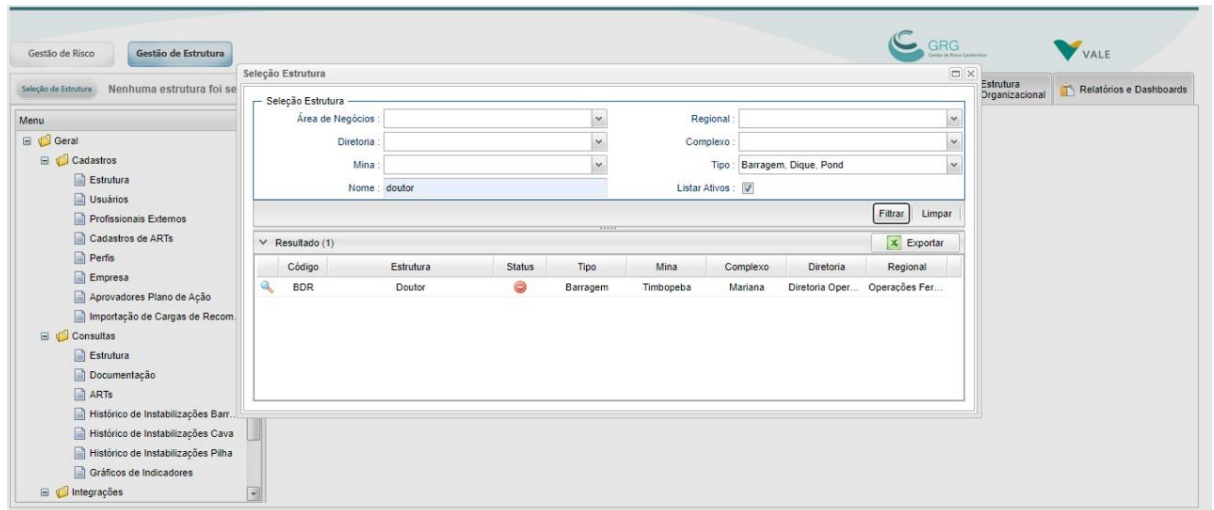 Gestão de Risco
Gestão de Estrutura
GRG
VALE
Seleção de Estrutura
Nenhuma estrutura foi se
Estrutura Organizacional
Relatórios e Dashboards
Menu
Geral
Cadastros
Estrutura
Usuários
Profissionais Externos
Cadastros de ARTs
Perfis
Empresa
Aprovadores Plano de Ação
Importação de Cargas de Recom.
Consultas
Estrutura
Documentação
ARTs
Histórico de Instabilizações Barr...
Histórico de Instabilizações Cava
Histórico de Instabilizações Pilha
Gráficos de Indicadores
Integrações
Seleção Estrutura
Seleção Estrutura
Área de Negócios : Regional :
Diretoria : Complexo :
Mina : Tipo : Barragem, Dique, Pond
Nome : doutor Listar Ativos :
Filtrar Limpar
Resultado (1) Exportar
Código Estrutura Status Tipo Mina Complexo Diretoria Regional
BDR Doutor Barragem Timbopeba Mariana Diretoria Oper... Operações Fer...